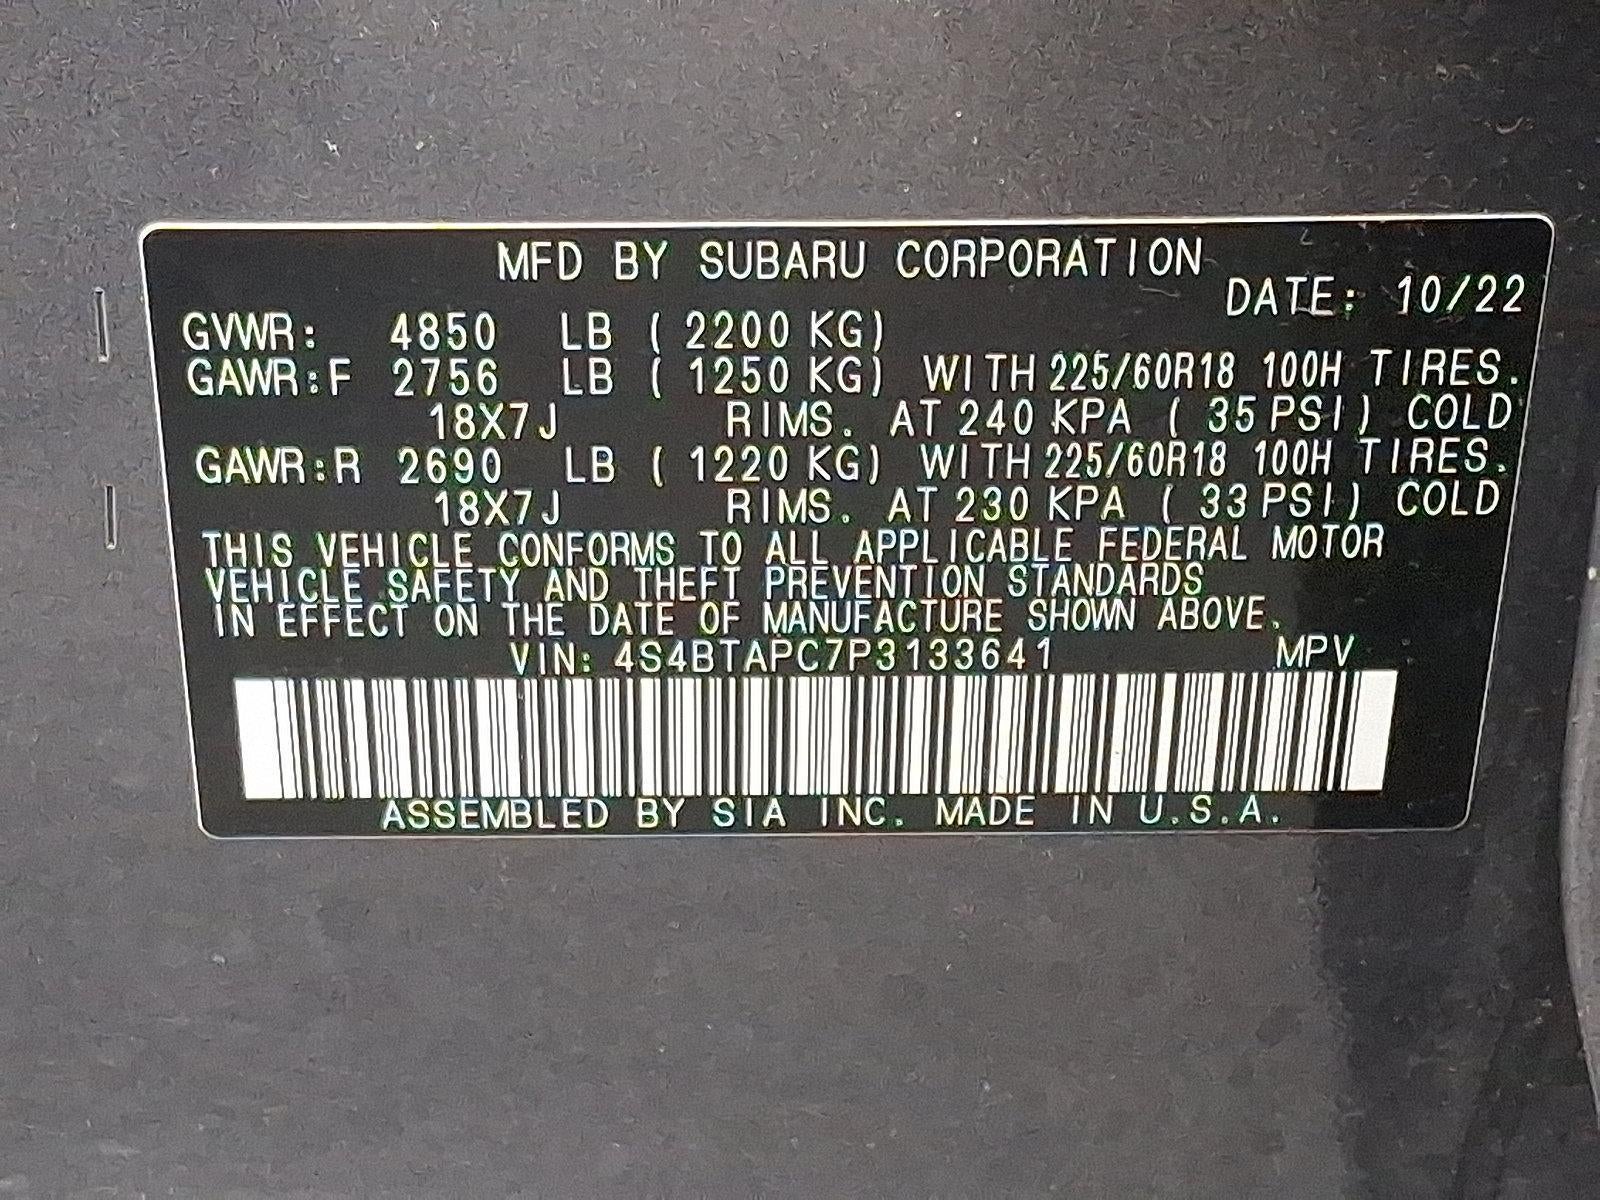 MFD BY SUBARU CORPORATION
DATE: 10/22
GVWR: 4850 LB ( 2200 KG)
GAWR:F 2756 LB ( 1250 KG) WITH 225/60R18 100H TIRES.
18X7J RIMS. AT 240 KPA ( 35 PSI) COLD
GAWR:R 2690 LB ( 1220 KG) WITH 225/60R18 100H TIRES.
18X7J RIMS. AT 230 KPA ( 33 PSI) COLD
THIS VEHICLE CONFORMS TO ALL APPLICABLE FEDERAL MOTOR
VEHICLE SAFETY AND THEFT PREVENTION STANDARDS
IN EFFECT ON THE DATE OF MANUFACTURE SHOWN ABOVE.
VIN: 4S4BTAPC7P3133641 MPV
ASSEMBLED BY SIA INC. MADE IN U.S.A.